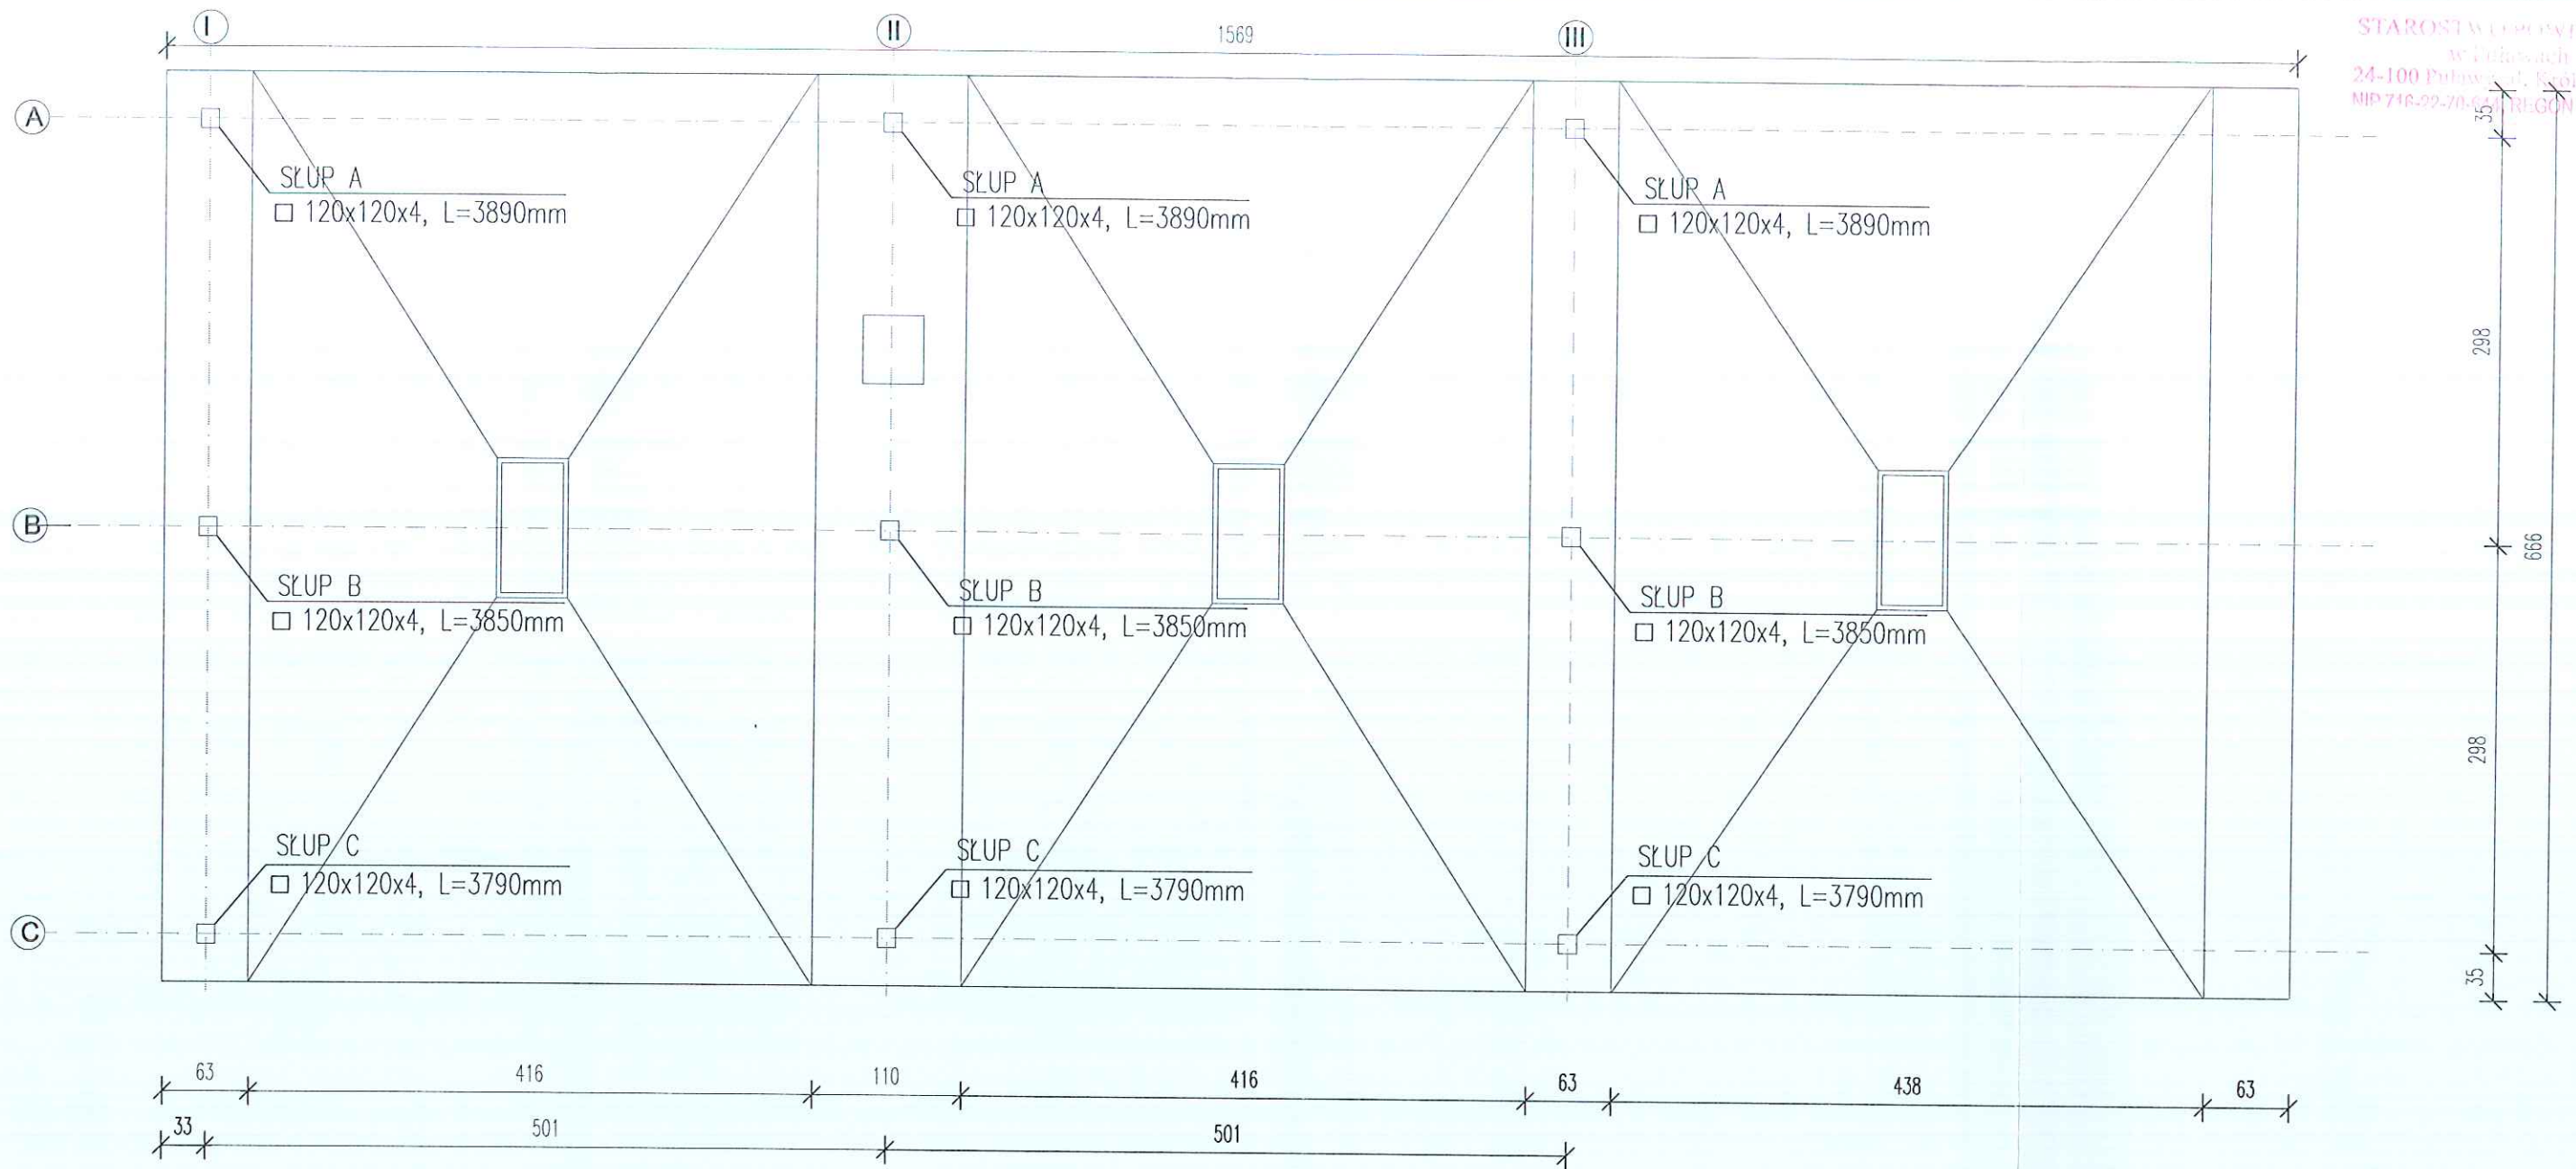 I
II
1569
III
24-100
A
35
SŁUP A
□ 120x120x4, L=3890mm
SŁUP A
□ 120x120x4, L=3890mm
SŁUP A
□ 120x120x4, L=3890mm
298
B
666
SŁUP B
□ 120x120x4, L=3850mm
SŁUP B
□ 120x120x4, L=3850mm
SŁUP B
□ 120x120x4, L=3850mm
298
SŁUP C
□ 120x120x4, L=3790mm
SŁUP C
□ 120x120x4, L=3790mm
SŁUP C
□ 120x120x4, L=3790mm
C
35
63 416 110 416 63 438 63
33 501 501